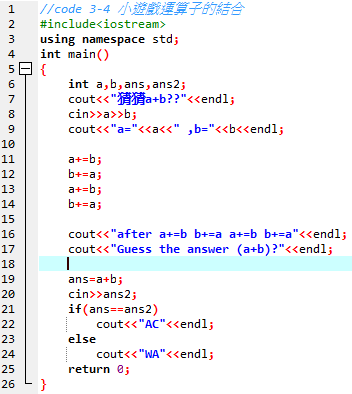 1 //code 3-4 小遊戲運算子的結合
2 #include<iostream>
3 using namespace std;
4 int main()
5 {
6 int a,b,ans,ans2;
7 cout<<"猜猜a+b??"<<endl;
8 cin>>a>>b;
9 cout<<"a="<<a<<" ,b="<<b<<endl;
10
11 a+=b;
12 b+=a;
13 a+=b;
14 b+=a;
15
16 cout<<"after a+=b b+=a a+=b b+=a"<<endl;
17 cout<<"Guess the answer (a+b)?"<<endl;
18
19 ans=a+b;
20 cin>>ans2;
21 if(ans==ans2)
22 cout<<"AC"<<endl;
23 else
24 cout<<"WA"<<endl;
25 return 0;
26 }